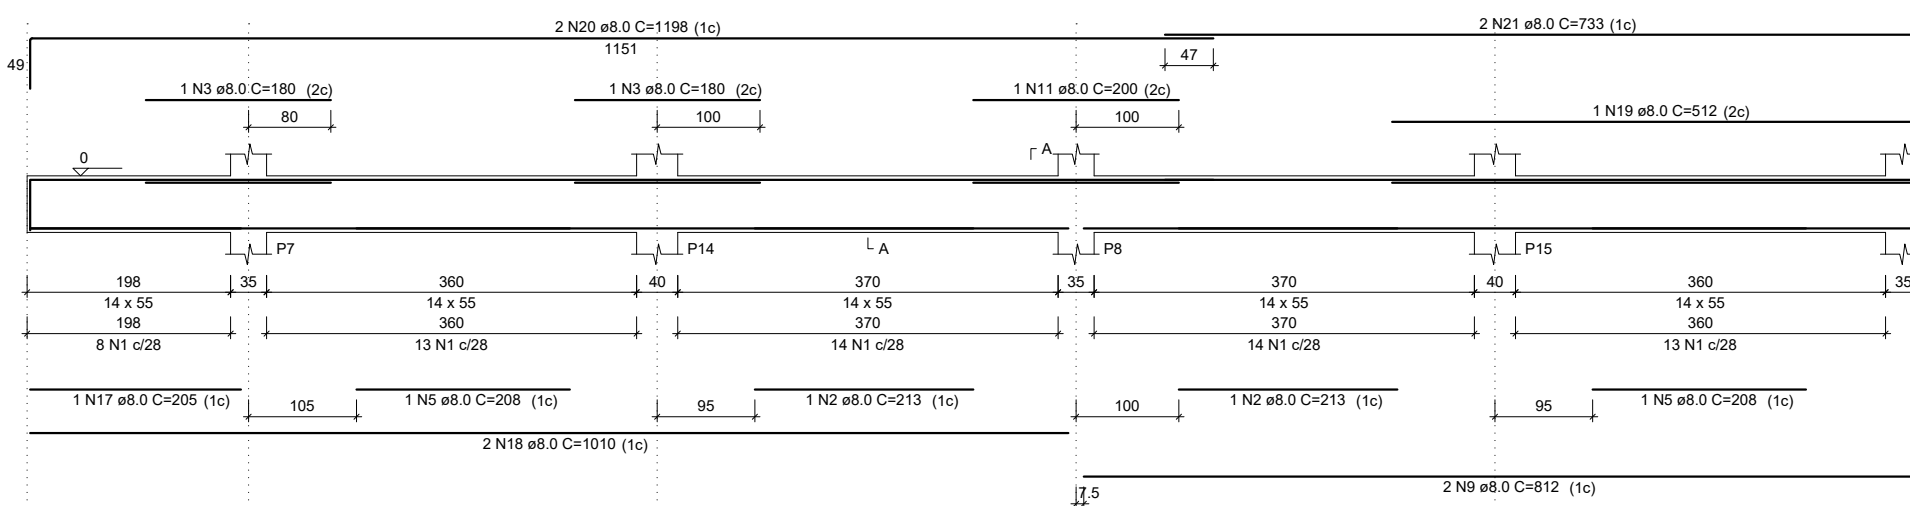 2 N20 ø8.0 C=1198 (1c)
2 N21 ø8.0 C=733 (1c)
1151
49
47
1 N3 ø8.0 C=180 (2c)
1 N3 ø8.0 C=180 (2c)
1 N11 ø8.0 C=200 (2c)
1 N19 ø8.0 C=512 (2c)
80
100
100
0
A
P7
P14
A
P8
P15
198
35
360
40
370
35
370
40
360
35
14 x 55
14 x 55
14 x 55
14 x 55
14 x 55
198
360
370
370
360
8 N1 c/28
13 N1 c/28
14 N1 c/28
14 N1 c/28
13 N1 c/28
1 N17 ø8.0 C=205 (1c)
105
1 N5 ø8.0 C=208 (1c)
95
1 N2 ø8.0 C=213 (1c)
100
1 N2 ø8.0 C=213 (1c)
95
1 N5 ø8.0 C=208 (1c)
2 N18 ø8.0 C=1010 (1c)
7.5
2 N9 ø8.0 C=812 (1c)